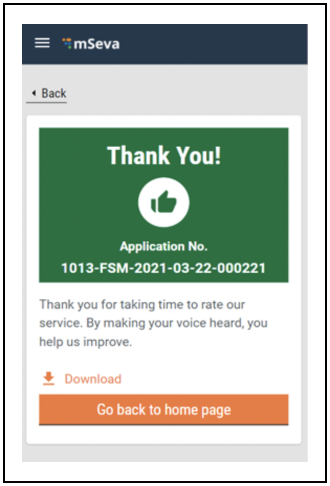 mSeva
Back
Thank You!
Application No.
1013-FSM-2021-03-22-000221
Thank you for taking time to rate our
service. By making your voice heard, you
help us improve.
Download
Go back to home page